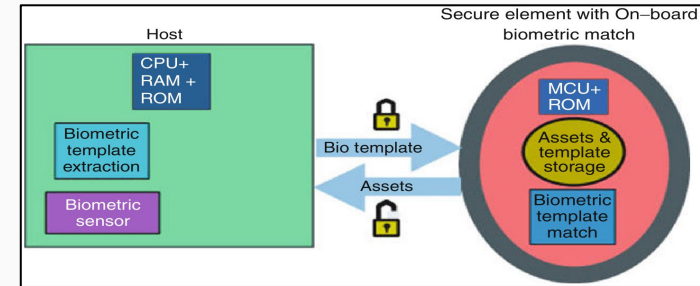 Secure element with On–board
biometric match
Host
CPU+
RAM +
ROM
Biometric
template
extraction
Biometric
sensor
Bio template
Assets
MCU+
ROM
Assets &
template
storage
Biometric
template
match